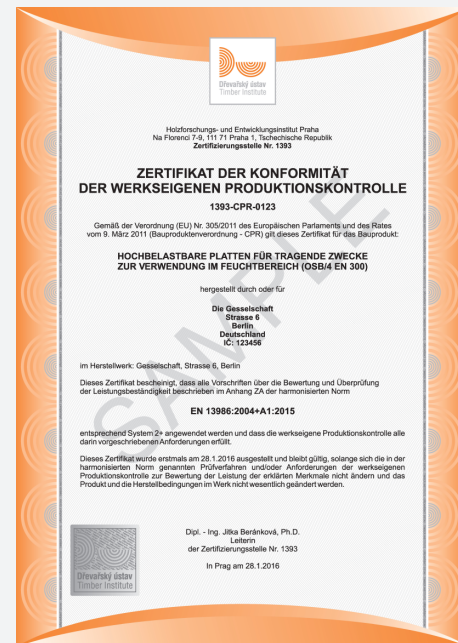 Dřevařský ústav
Timber Institute
Holzforschungs- und Entwicklungsinstitut Praha
Na Florenci 7-9, 111 71 Praha 1, Tschechische Republik
Zertifizierungsstelle Nr. 1393
ZERTIFIKAT DER KONFORMITÄT
DER WERKSEIGENEN PRODUKTIONSKONTROLLE
1393-CPR-0123
Gemäß der Verordnung (EU) Nr. 305/2011 des Europäischen Parlaments und des Rates
vom 9. März 2011 (Bauproduktenverordnung - CPR) gilt dieses Zertifikat für das Bauprodukt:
HOCHBELASTBARE PLATTEN FÜR TRAGENDE ZWECKE
ZUR VERWENDUNG IM FEUCHTBEREICH (OSB/4 EN 300)
hergestellt durch oder für
Die Gesselschaft
Strasse 6
Berlin
Deutschland
IČ: 123456
im Herstellwerk: Gesselschaft, Strasse 6, Berlin
Dieses Zertifikat bescheinigt, dass alle Vorschriften über die Bewertung und Überprüfung
der Leistungsbeständigkeit beschrieben im Anhang ZA der harmonisierten Norm
EN 13986:2004+A1:2015
entsprechend System 2+ angewendet werden und dass die werkseigene Produktionskontrolle alle
darin vorgeschriebenen Anforderungen erfüllt.
Dieses Zertifikat wurde erstmals am 28.1.2016 ausgestellt und bleibt gültig, solange sich die in der
harmonisierten Norm genannten Prüfverfahren und/oder Anforderungen der werkseigenen
Produktionskontrolle zur Bewertung der Leistung der erklärten Merkmale nicht ändern und das
Produkt und die Herstellbedingungen im Werk nicht wesentlich geändert werden.
Dipl. - Ing. Jitka Beránková, Ph.D.
Leiterin
der Zertifizierungsstelle Nr. 1393
In Prag am 28.1.2016
Dřevařský ústav
Timber Institute
SAMPLE